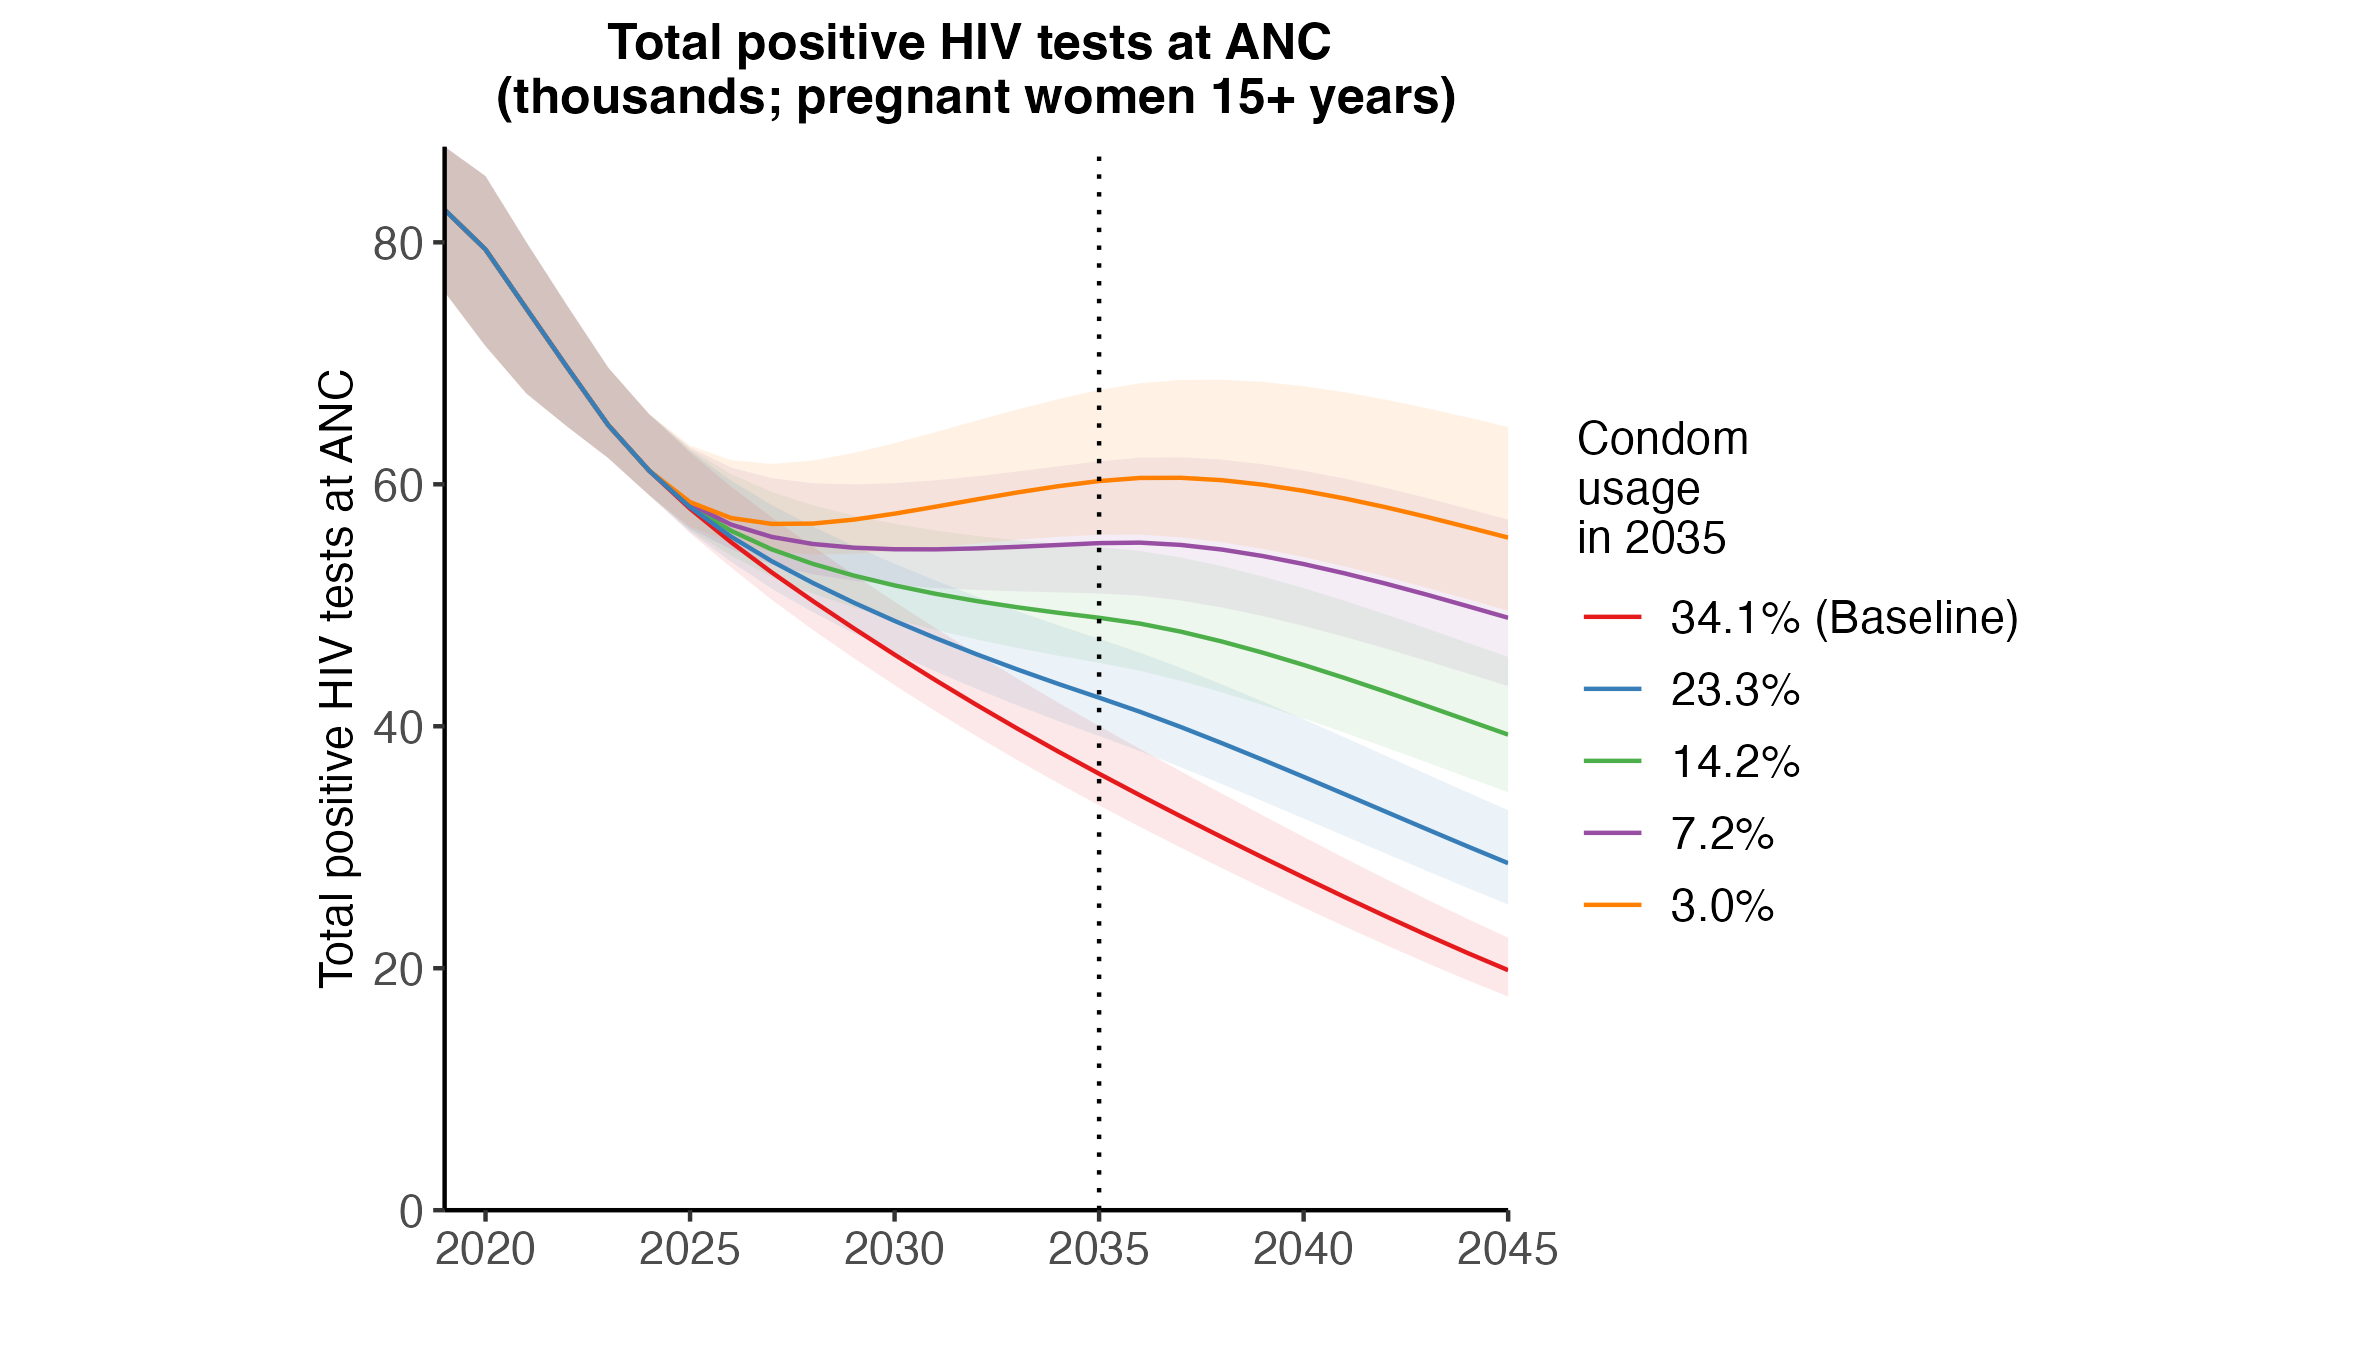 Total positive HIV tests at ANC
(thousands; pregnant women 15+ years)
Total positive HIV tests at ANC
80
60
40
20
0
2020
2025
2030
2035
2040
2045
Condom
usage
in 2035
34.1% (Baseline)
23.3%
14.2%
7.2%
3.0%